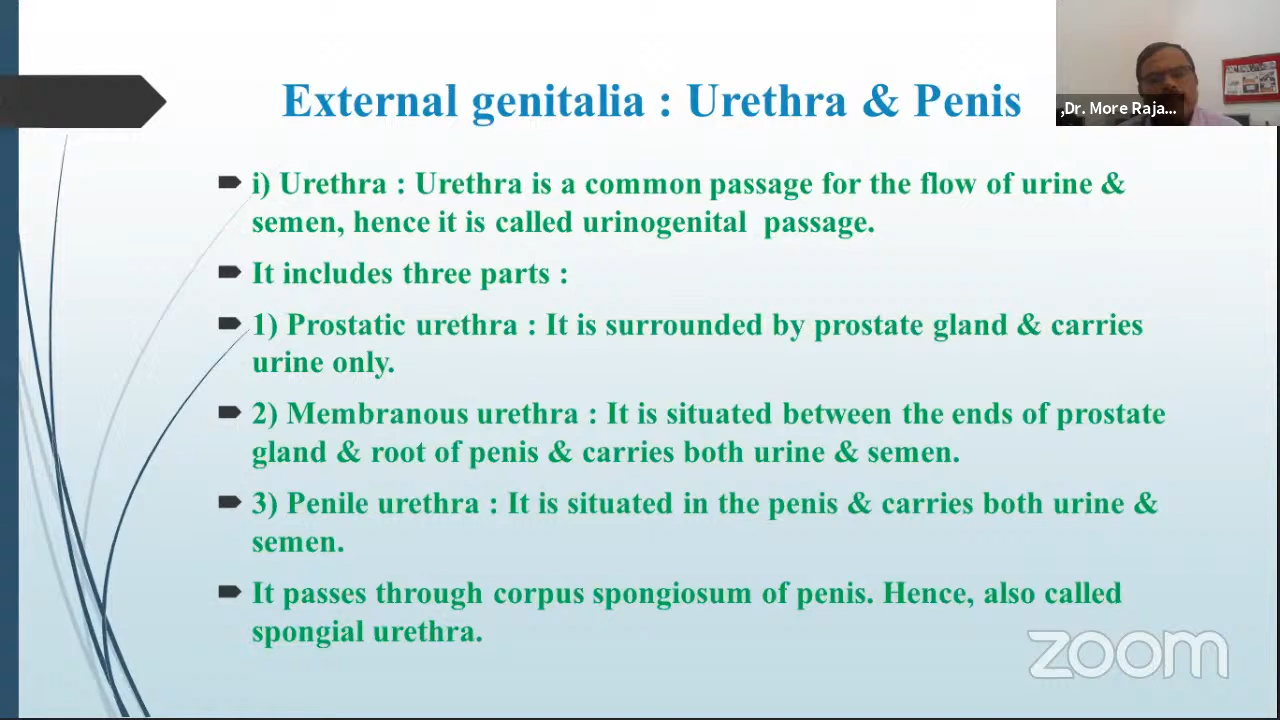 External genitalia : Urethra & Penis
,Dr. More Raja...
i) Urethra : Urethra is a common passage for the flow of urine &
semen, hence it is called urinogenital passage.
It includes three parts :
1) Prostatic urethra : It is surrounded by prostate gland & carries
urine only.
2) Membranous urethra : It is situated between the ends of prostate
gland & root of penis & carries both urine & semen.
3) Penile urethra : It is situated in the penis & carries both urine &
semen.
It passes through corpus spongiosum of penis. Hence, also called
spongial urethra.
zoom